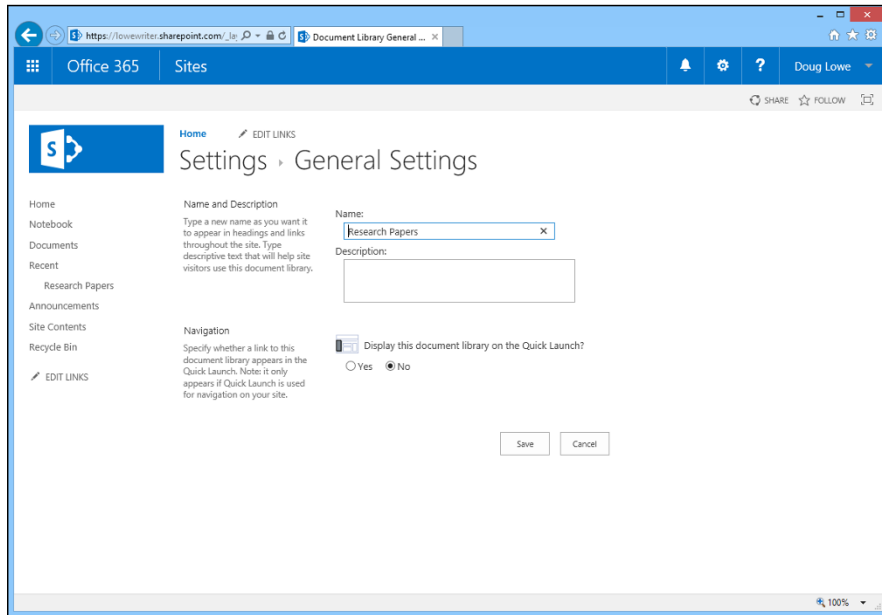 https://lowewriter.sharepoint.com/_la
Document Library General ...
Office 365
Sites
?
Doug Lowe
SHARE
FOLLOW
S
Home
EDIT LINKS
Settings › General Settings
Home
Notebook
Documents
Recent
Research Papers
Announcements
Site Contents
Recycle Bin
EDIT LINKS
Name and Description
Type a new name as you want it
to appear in headings and links
throughout the site. Type
descriptive text that will help site
visitors use this document library.
Name:
Research Papers
Description:
Navigation
Specify whether a link to this
document library appears in the
Quick Launch. Note: it only
appears if Quick Launch is used
for navigation on your site.
Display this document library on the Quick Launch?
Yes
No
Save
Cancel
100%